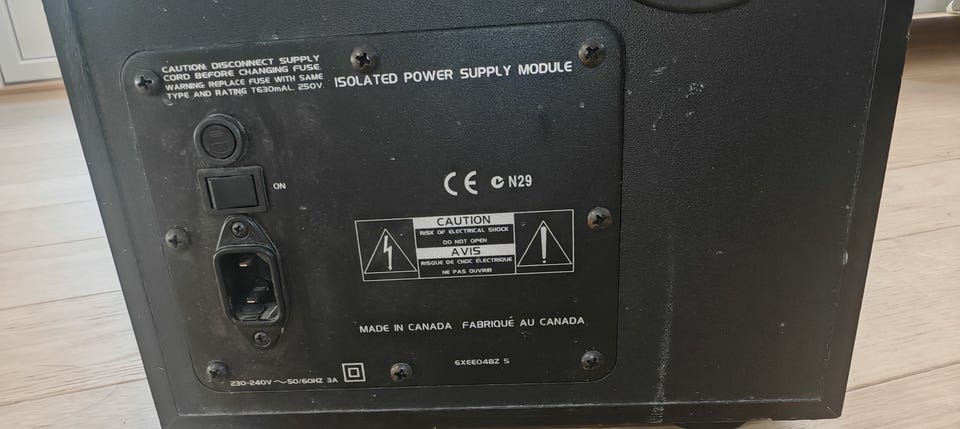 CAUTION: DISCONNECT SUPPLY
CORD BEFORE CHANGING FUSE.
WARNING: REPLACE FUSE WITH SAME
TYPE AND RATING T630mAL, 250V.
ISOLATED POWER SUPPLY MODULE
ON
CE N29
CAUTION
RISK OF ELECTRICAL SHOCK
DO NOT OPEN
AVIS
RISQUE DE CHOC ÉLECTRIQUE
NE PAS OUVRIR
MADE IN CANADA FABRIQUÉ AU CANADA
6XEE04BZ S
230-240V ~50/60HZ 3A